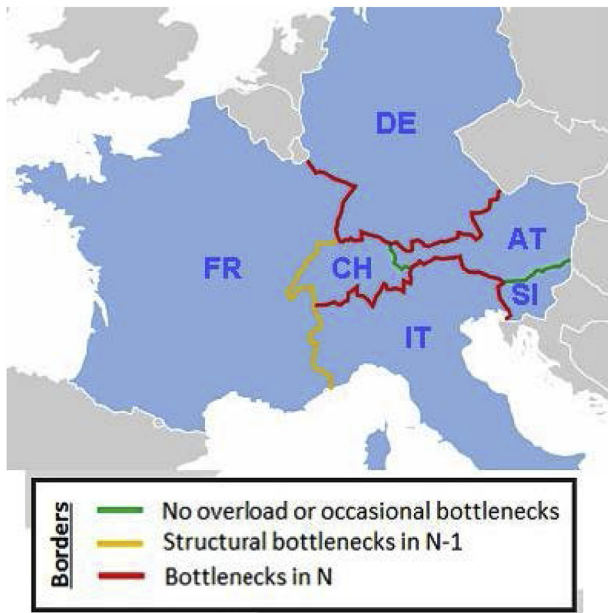 DE
AT
FR
CH
SI
IT
Borders
No overload or occasional bottlenecks
Structural bottlenecks in N-1
Bottlenecks in N